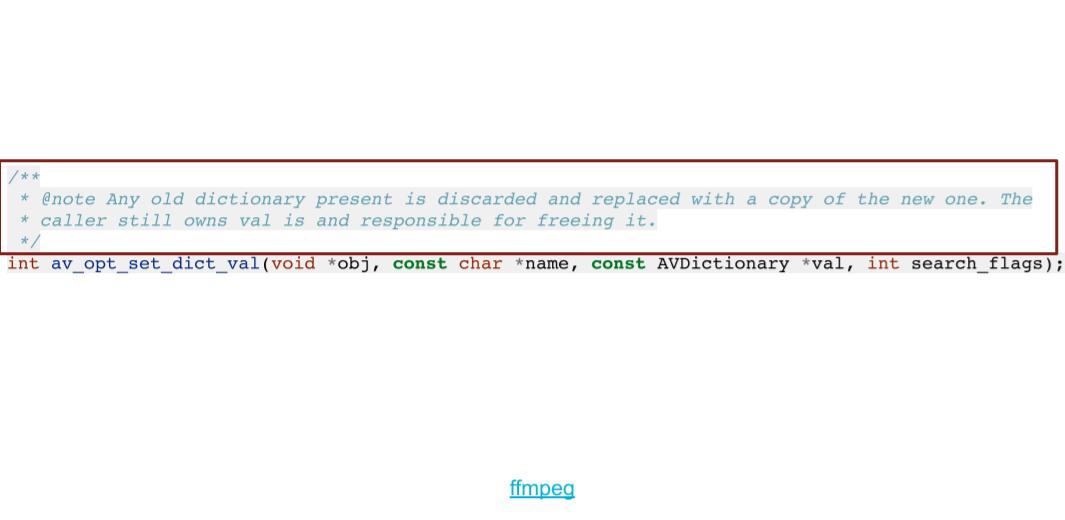 /**
* @note Any old dictionary present is discarded and replaced with a copy of the new one. The
* caller still owns val is and responsible for freeing it.
*/
int av_opt_set_dict_val(void *obj, const char *name, const AVDictionary *val, int search_flags);
ffmpeg